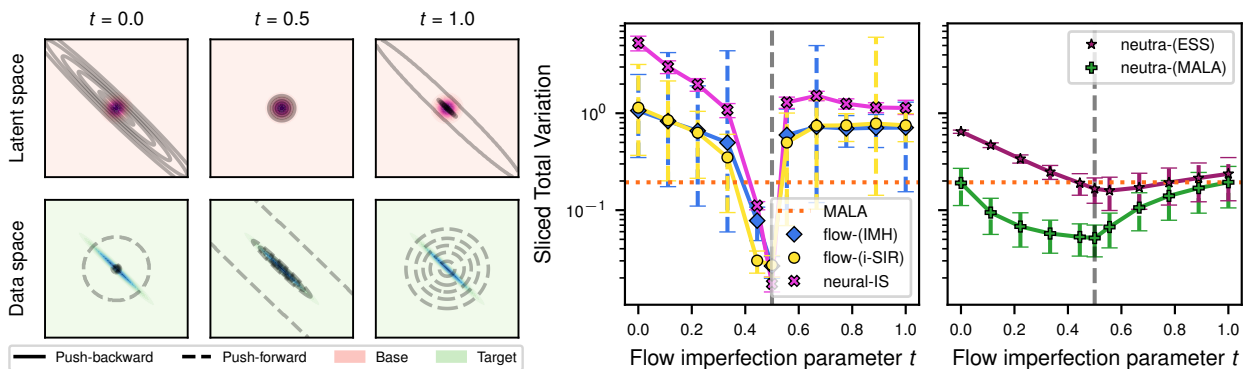 t = 0.0
t = 0.5
t = 1.0
Latent space
Data space
Push-backward
Push-forward
Base
Target
Sliced Total Variation
10⁰
10⁻¹
0.0
0.2
0.4
0.6
0.8
1.0
Flow imperfection parameter t
MALA
flow-(IMH)
flow-(i-SIR)
neural-IS
neutra-(ESS)
neutra-(MALA)
10⁰
10⁻¹
0.0
0.2
0.4
0.6
0.8
1.0
Flow imperfection parameter t